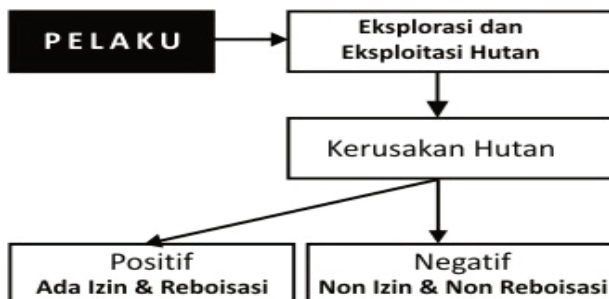 PELAKU
Eksplorasi dan
Eksploitasi Hutan
Kerusakan Hutan
Positif
Ada Izin & Reboisasi
Negatif
Non Izin & Non Reboisasi